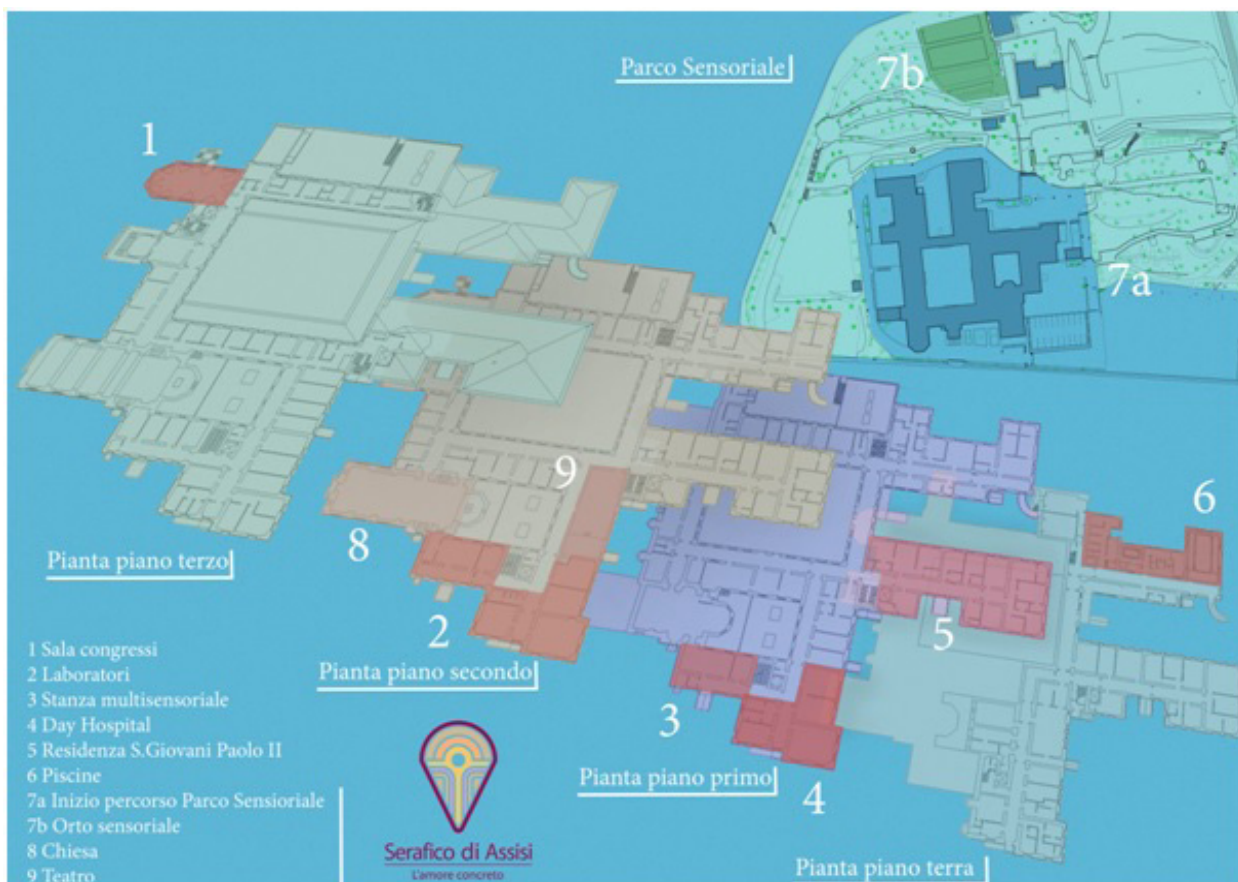 Parco Sensoriale
7b
1
7a
9
6
8
Pianta piano terzo
5
2
1 Sala congressi
2 Laboratori
3 Stanza multisensoriale
4 Day Hospital
5 Residenza S.Giovani Paolo II
6 Piscine
7a Inizio percorso Parco Sensioriale
7b Orto sensoriale
8 Chiesa
9 Teatro
Pianta piano secondo
3
Pianta piano primo
4
Serafico di Assisi
L'amore concreto
Pianta piano terra